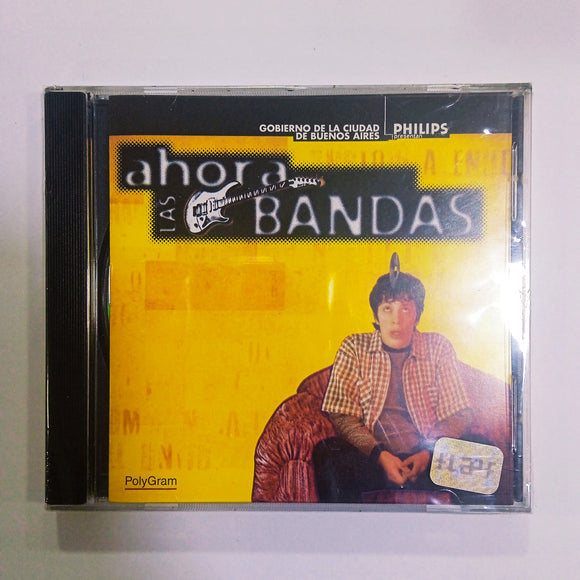 GOBIERNO DE LA CIUDAD
DE BUENOS AIRES
PHILIPS
presentan
ahora
LAS
BANDAS
PolyGram